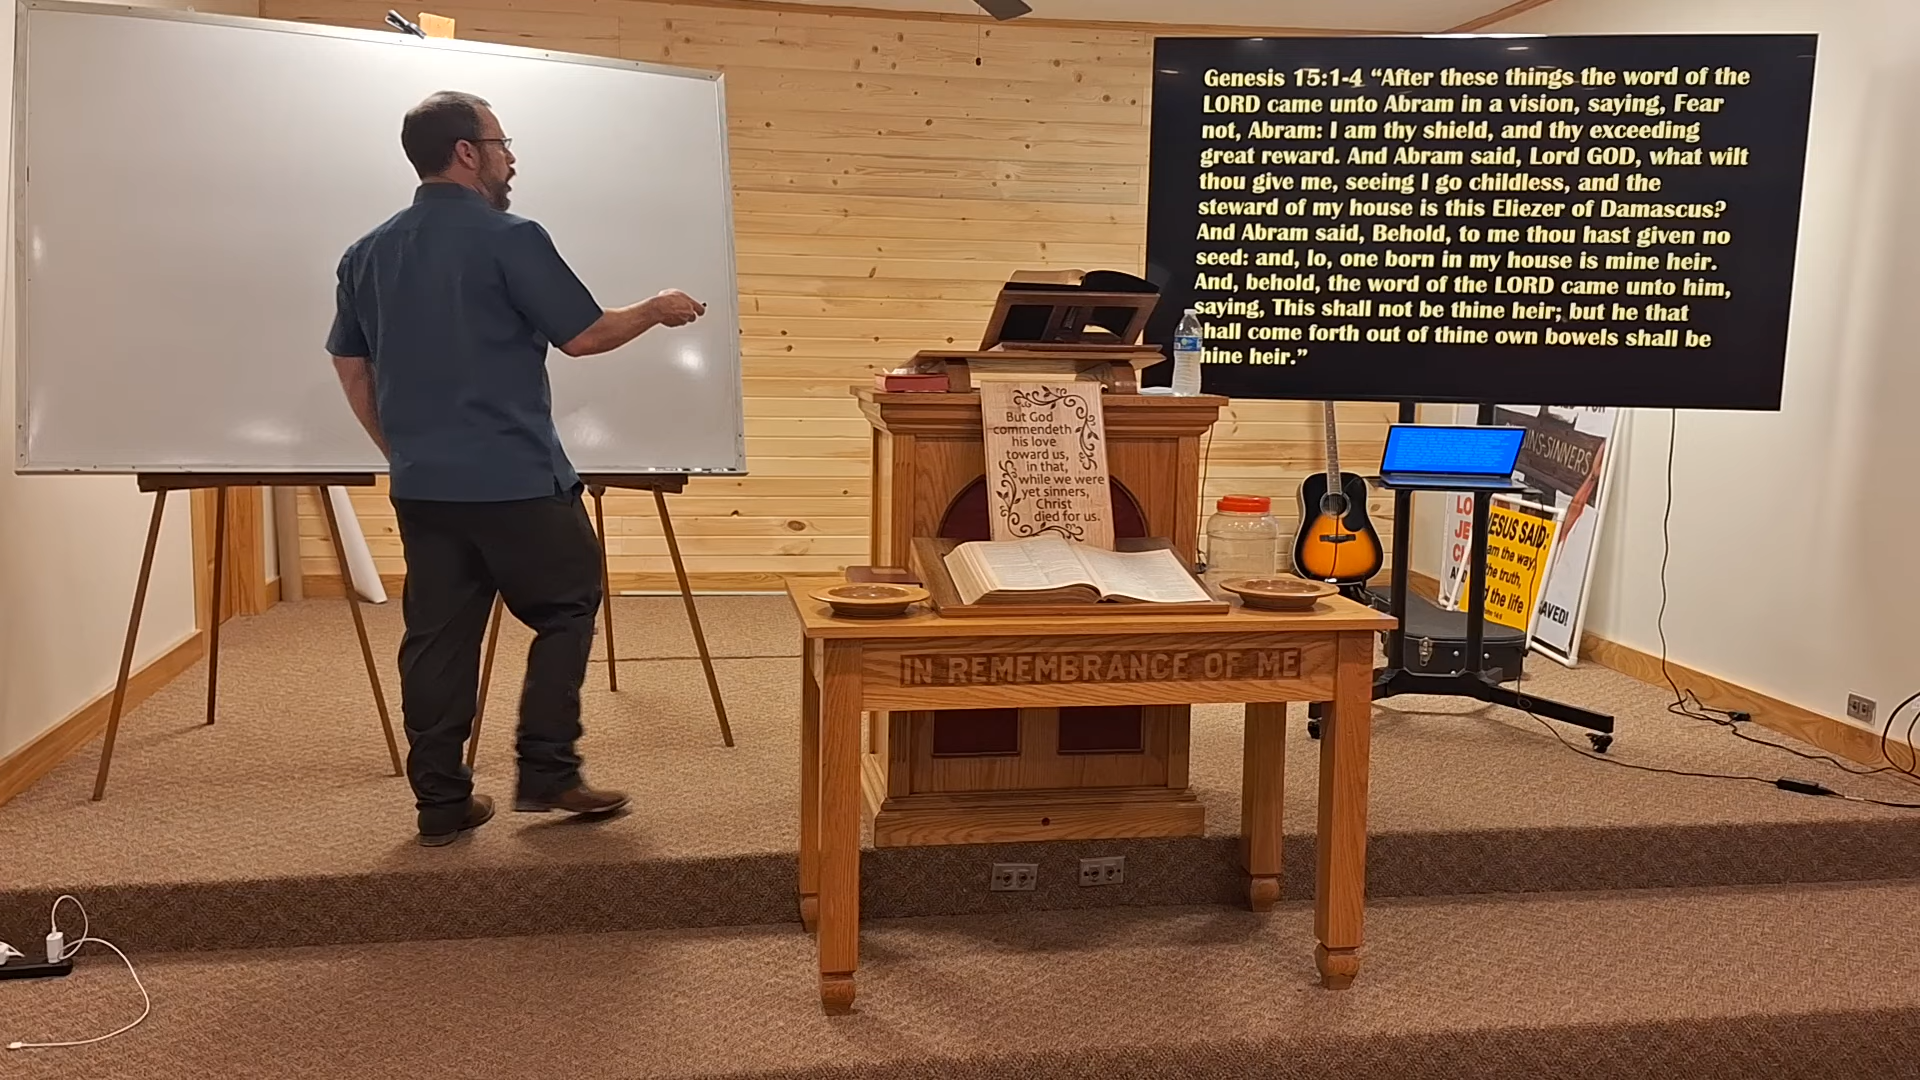 Genesis 15:1-4 “After these things the word of the
LORD came unto Abram in a vision, saying, Fear
not, Abram: I am thy shield, and thy exceeding
great reward. And Abram said, Lord GOD, what wilt
thou give me, seeing I go childless, and the
steward of my house is this Eliezer of Damascus?
And Abram said, Behold, to me thou hast given no
seed: and, lo, one born in my house is mine heir.
And, behold, the word of the LORD came unto him,
saying, This shall not be thine heir; but he that
hall come forth out of thine own bowels shall be
hine heir.”
But God
commendeth
his love
toward us,
in that,
while we were
yet sinners,
Christ
died for us.
IN REMEMBRANCE OF ME
INS-SINNERS
LO
JE
JESUS SAID:
am the way,
the truth,
d the life
AVED!